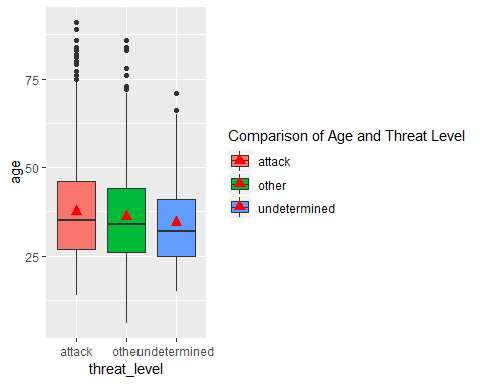 75
50
25
age
attack
other
undetermined
threat_level
Comparison of Age and Threat Level
attack
other
undetermined